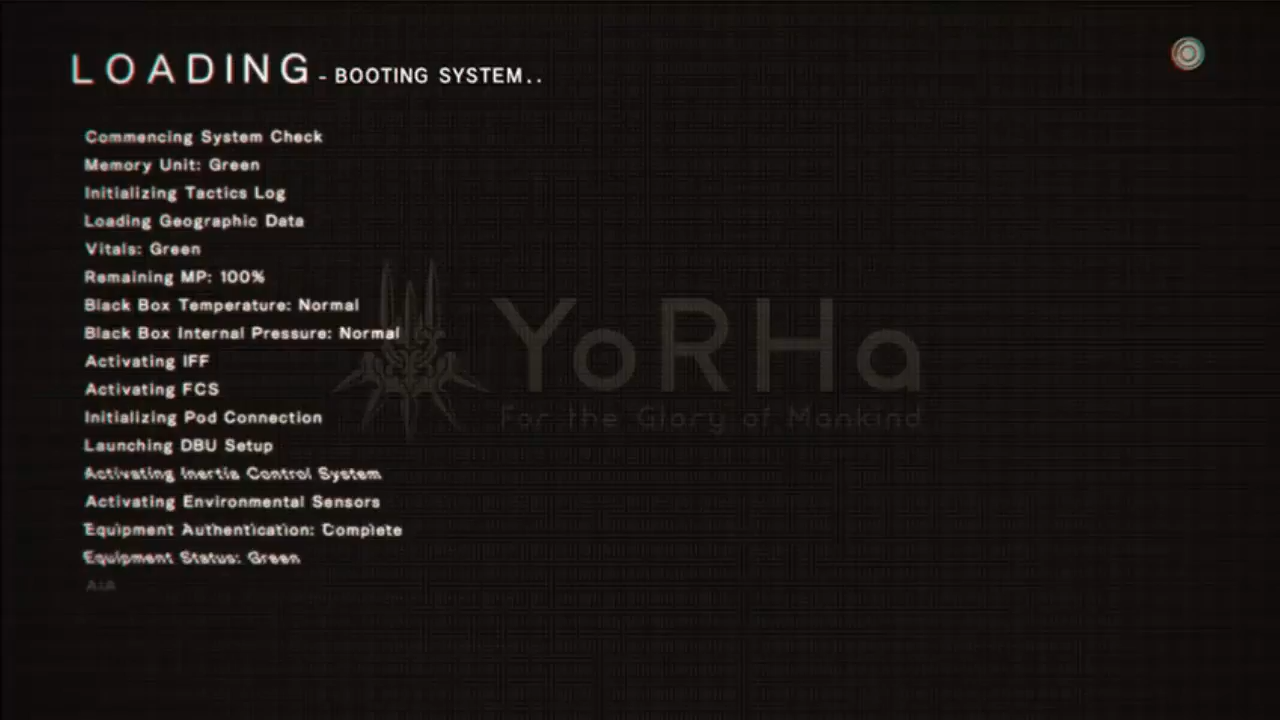 LOADING - BOOTING SYSTEM..
Commencing System Check
Memory Unit: Green
Initializing Tactics Log
Loading Geographic Data
Vitals: Green
Remaining MP: 100%
Black Box Temperature: Normal
Black Box Internal Pressure: Normal
Activating IFF
Activating FCS
Initializing Pod Connection
Launching DBU Setup
Activating Inertia Control System
Activating Environmental Sensors
Equipment Authentication: Complete
Equipment Status: Green
YoRHa
For the Glory of Mankind